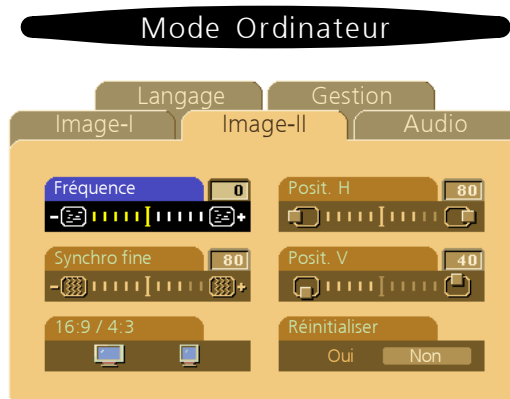 Mode Ordinateur
Langage Gestion
Image-I Image-II Audio
Fréquence 0 Posit. H 80
- +
Synchro fine 80 Posit. V 40
- +
16:9 / 4:3 Réinitialiser
Oui Non